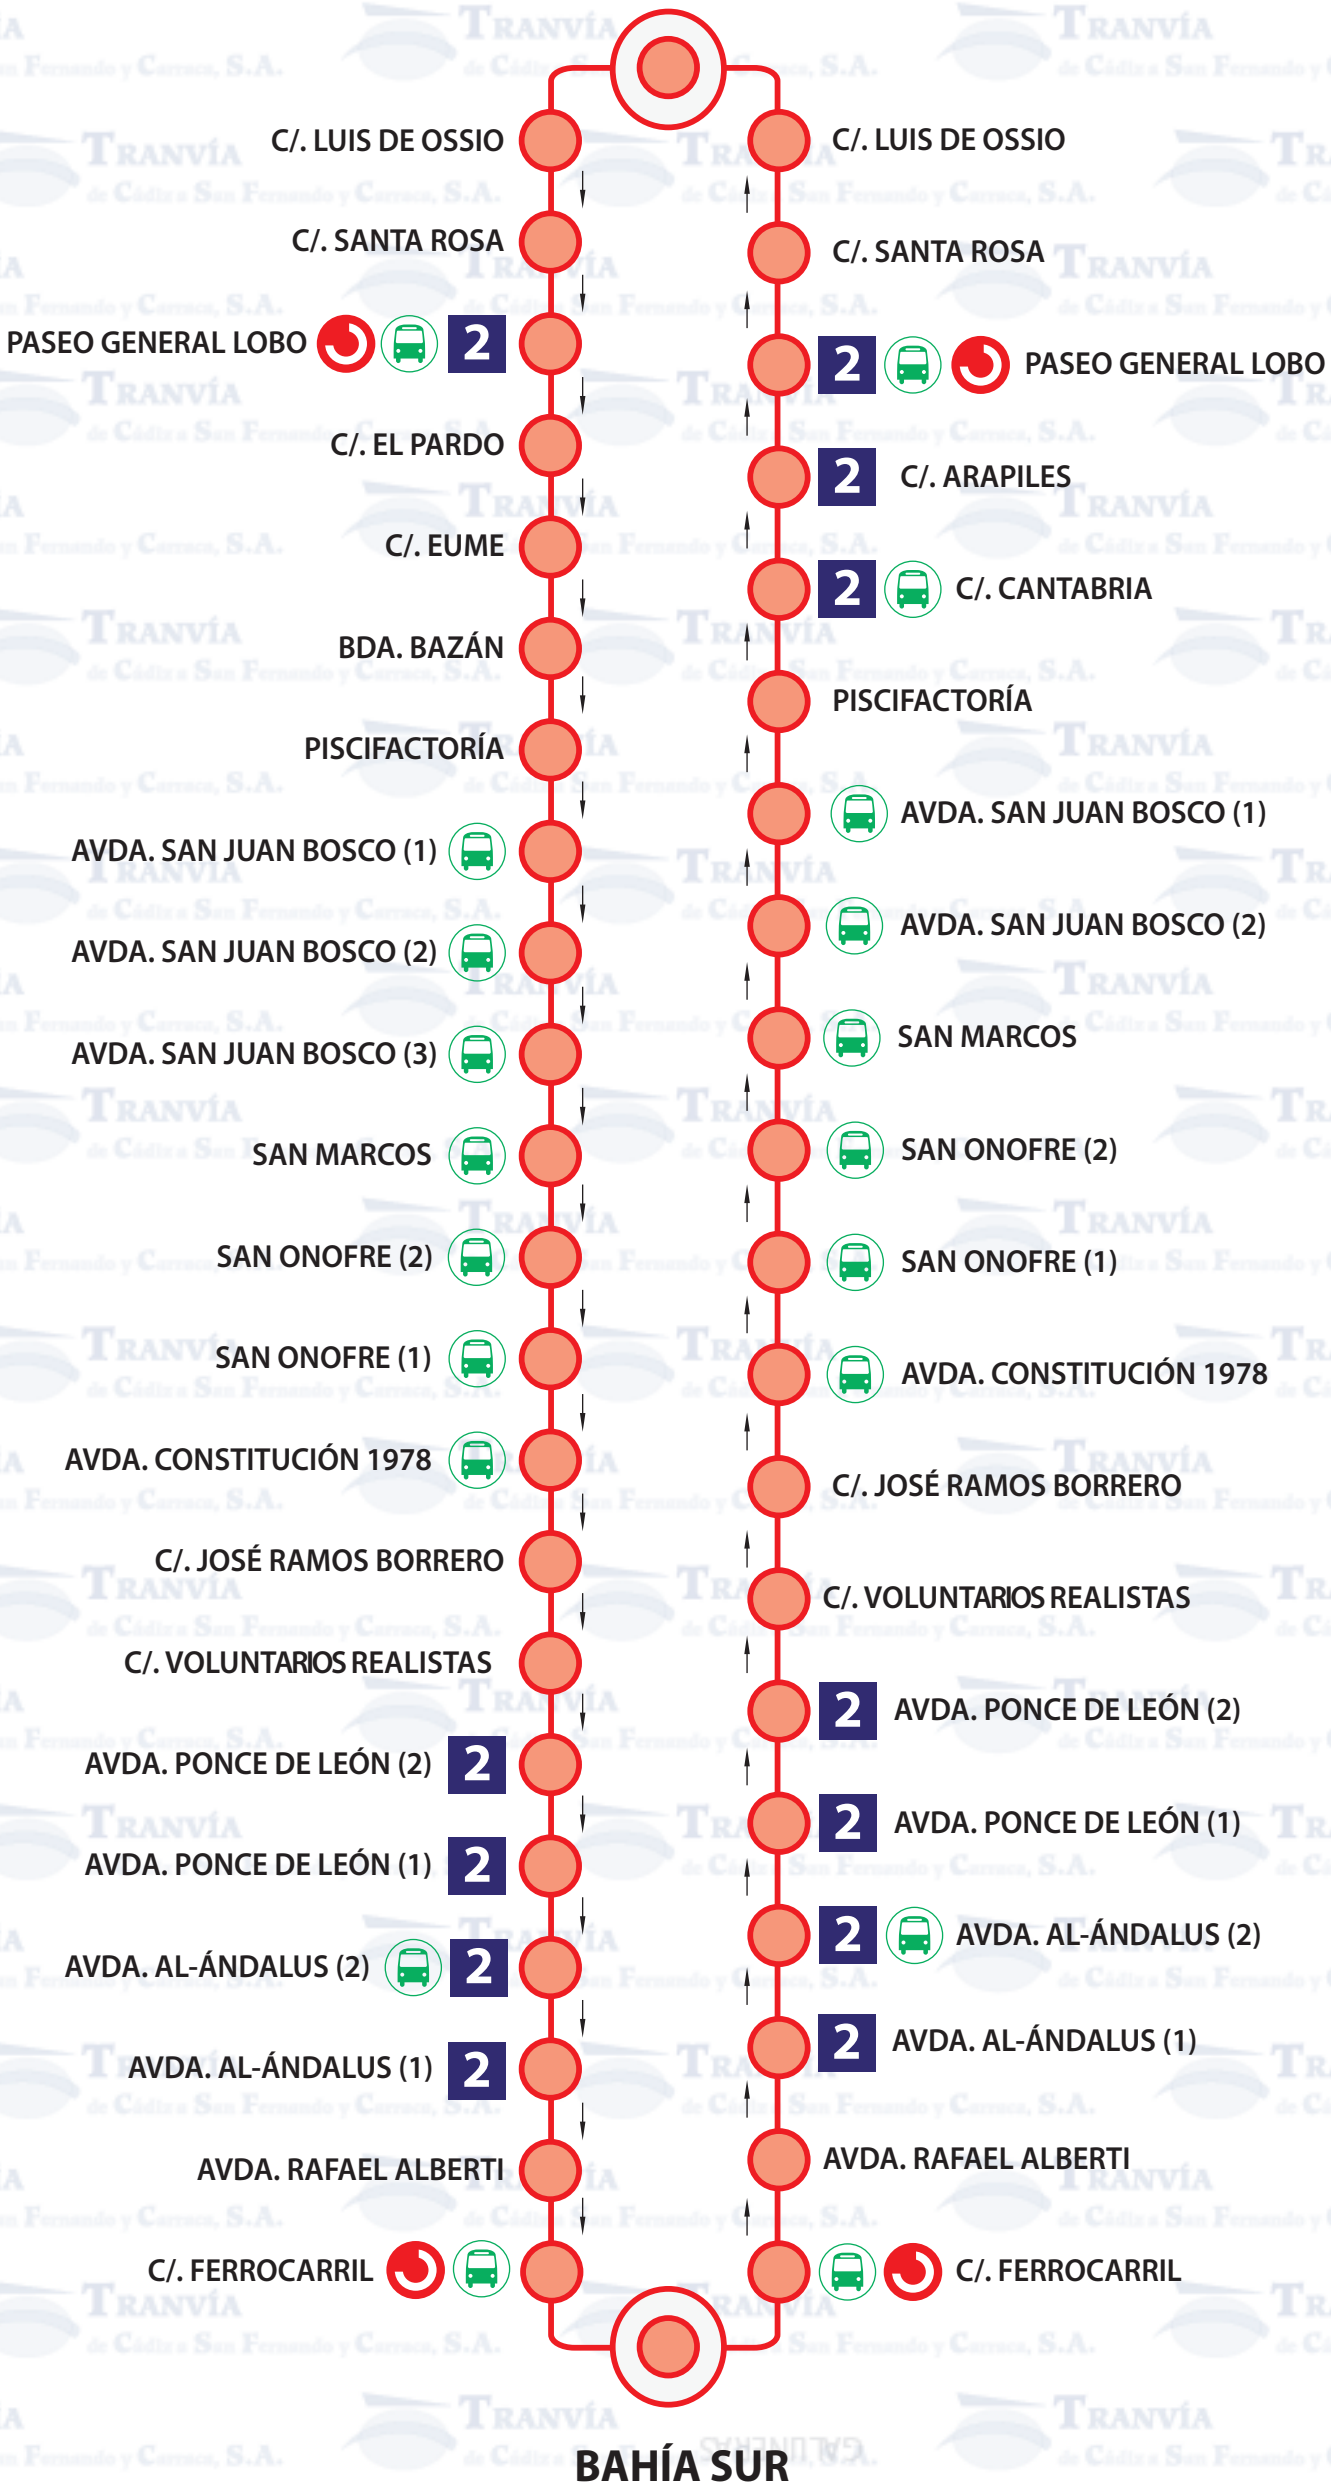 C/. LUIS DE OSSIO
C/. SANTA ROSA
PASEO GENERAL LOBO 2
C/. EL PARDO
C/. EUME
BDA. BAZÁN
PISCIFACTORÍA
AVDA. SAN JUAN BOSCO (1)
AVDA. SAN JUAN BOSCO (2)
AVDA. SAN JUAN BOSCO (3)
SAN MARCOS
SAN ONOFRE (2)
SAN ONOFRE (1)
AVDA. CONSTITUCIÓN 1978
C/. JOSÉ RAMOS BORRERO
C/. VOLUNTARIOS REALISTAS
AVDA. PONCE DE LEÓN (2) 2
AVDA. PONCE DE LEÓN (1) 2
AVDA. AL-ÁNDALUS (2) 2
AVDA. AL-ÁNDALUS (1) 2
AVDA. RAFAEL ALBERTI
C/. FERROCARRIL
C/. LUIS DE OSSIO
C/. SANTA ROSA
2 PASEO GENERAL LOBO
2 C/. ARAPILES
2 C/. CANTABRIA
PISCIFACTORÍA
AVDA. SAN JUAN BOSCO (1)
AVDA. SAN JUAN BOSCO (2)
SAN MARCOS
SAN ONOFRE (2)
SAN ONOFRE (1)
AVDA. CONSTITUCIÓN 1978
C/. JOSÉ RAMOS BORRERO
C/. VOLUNTARIOS REALISTAS
2 AVDA. PONCE DE LEÓN (2)
2 AVDA. PONCE DE LEÓN (1)
2 AVDA. AL-ÁNDALUS (2)
2 AVDA. AL-ÁNDALUS (1)
AVDA. RAFAEL ALBERTI
C/. FERROCARRIL
BAHÍA SUR
GALLINERAS
TRANVÍA
de Cádiz a San Fernando y Carraca, S.A.